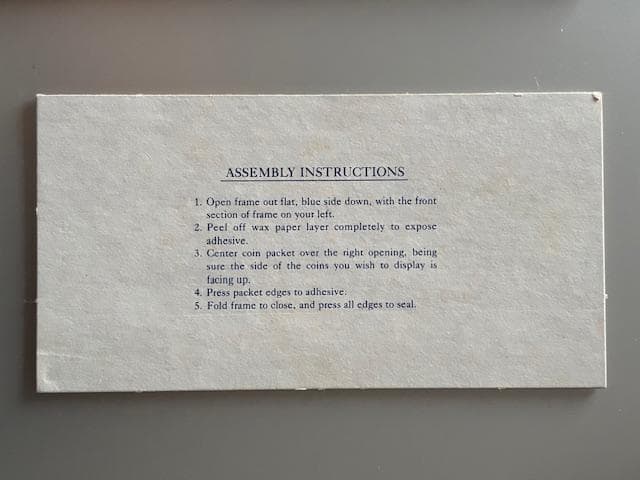 ASSEMBLY INSTRUCTIONS
1. Open frame out flat, blue side down, with the front
section of frame on your left.
2. Peel off wax paper layer completely to expose
adhesive.
3. Center coin packet over the right opening, being
sure the side of the coins you wish to display is
facing up.
4. Press packet edges to adhesive.
5. Fold frame to close, and press all edges to seal.